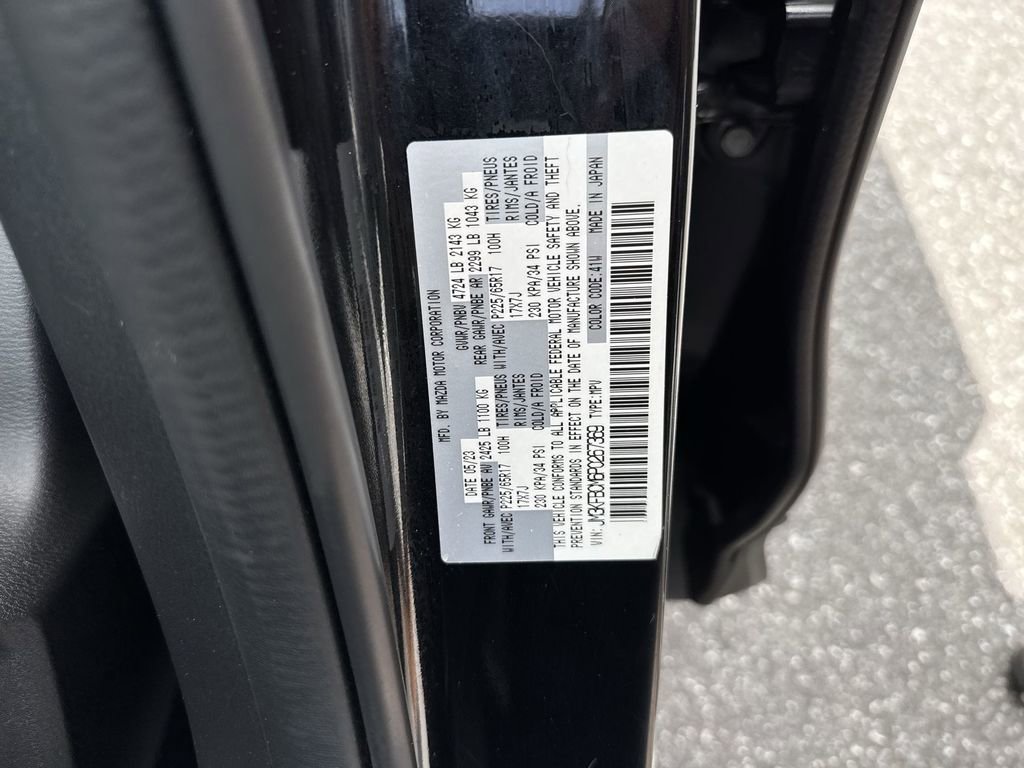 MFD. BY MAZDA MOTOR CORPORATION
DATE 05/23 GVWR/PNBV 4724 LB 2143 KG
FRONT GAWR/PNBE AV 2425 LB 1100 KG REAR GAWR/PNBE AR 2299 LB 1043 KG
WITH/AVEC P225/65R17 100H TIRES/PNEUS WITH/AVEC P225/65R17 100H TIRES/PNEUS
17X7J RIMS/JANTES 17X7J RIMS/JANTES
230 KPA/34 PSI COLD/A FROID 230 KPA/34 PSI COLD/A FROID
THIS VEHICLE CONFORMS TO ALL APPLICABLE FEDERAL MOTOR VEHICLE SAFETY AND THEFT
PREVENTION STANDARDS IN EFFECT ON THE DATE OF MANUFACTURE SHOWN ABOVE.
VIN: JM3KFBCM6P0267369 TYPE: MPV COLOR CODE: 41W MADE IN JAPAN